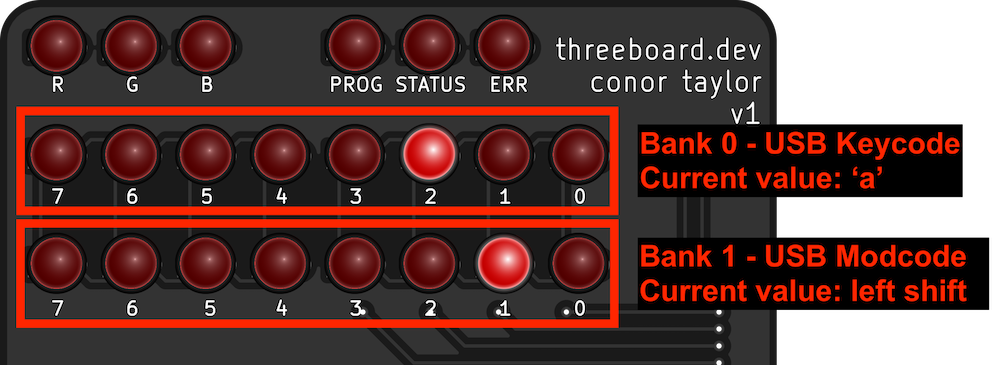 threeboard.dev
R G B PROG STATUS ERR
conor taylor
v1
Bank 0 - USB Keycode
Current value: ‘a’
7 6 5 4 3 2 1 0
Bank 1 - USB Modcode
Current value: left shift
7 6 5 4 3 2 1 0